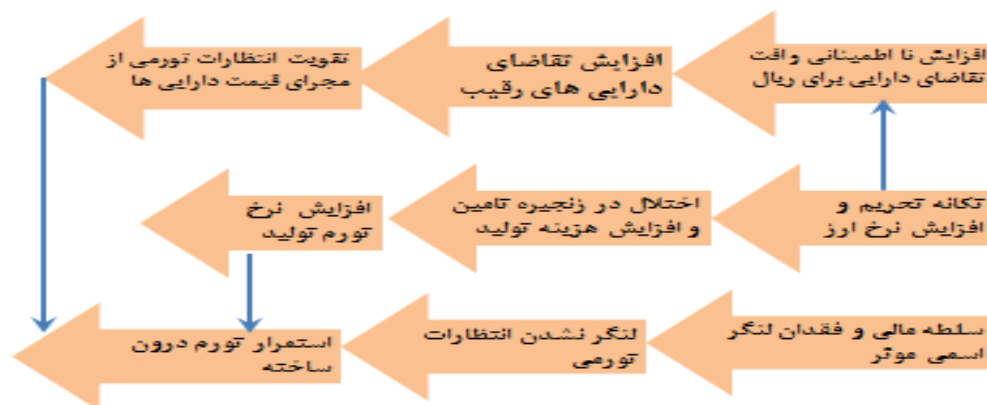 افزایش نا اطمینانی و افت
تقاضای دارایی برای ریال
افزایش تقاضای
دارایی های رقیب
تقویت انتظارات تورمی از
مجرای قیمت دارایی ها
تکانه تحریم و
افزایش نرخ ارز
اختلال در زنجیره تامین
و افزایش هزینه تولید
افزایش نرخ
تورم تولید
سلطه مالی و فقدان لنگر
اسمی موثر
لنگر نشدن انتظارات
تورمی
استمرار تورم درون
ساخته